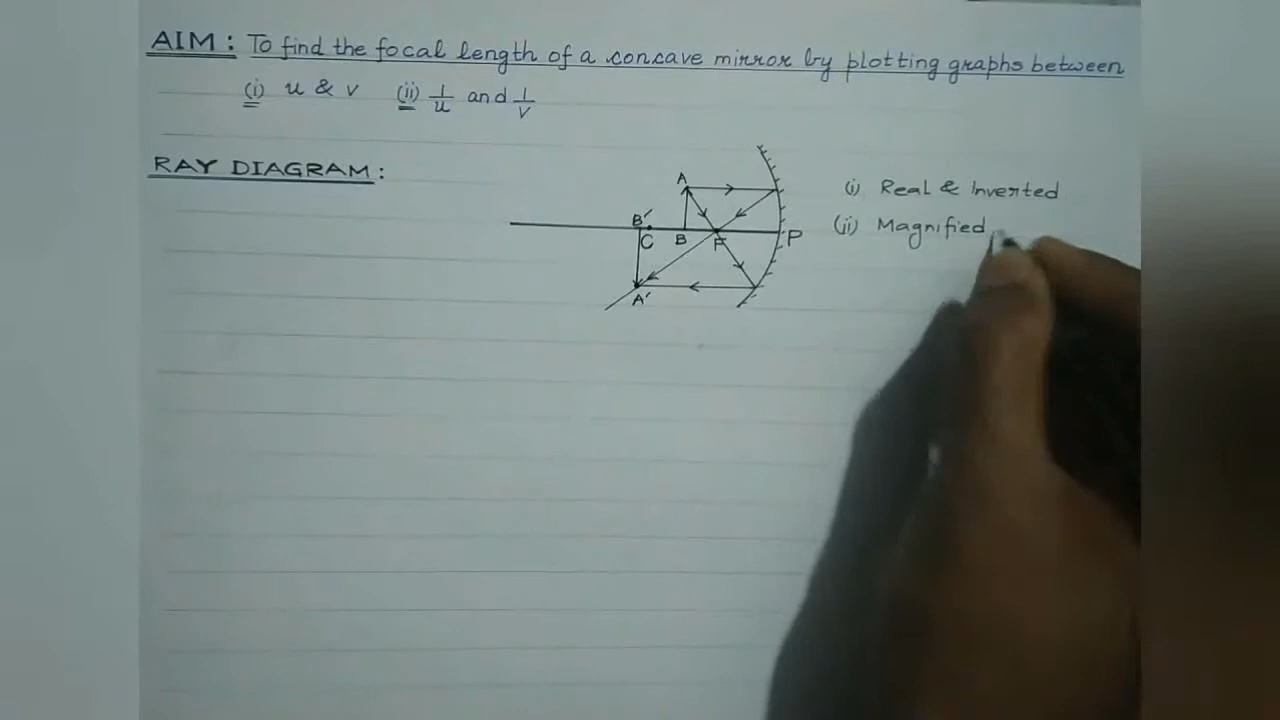 AIM: To find the focal length of a concave mirror by plotting graphs between
(i) u & v (ii) 1/u and 1/v
RAY DIAGRAM:
A
(i) Real & Inverted
B' C B F P
(ii) Magnified
A'